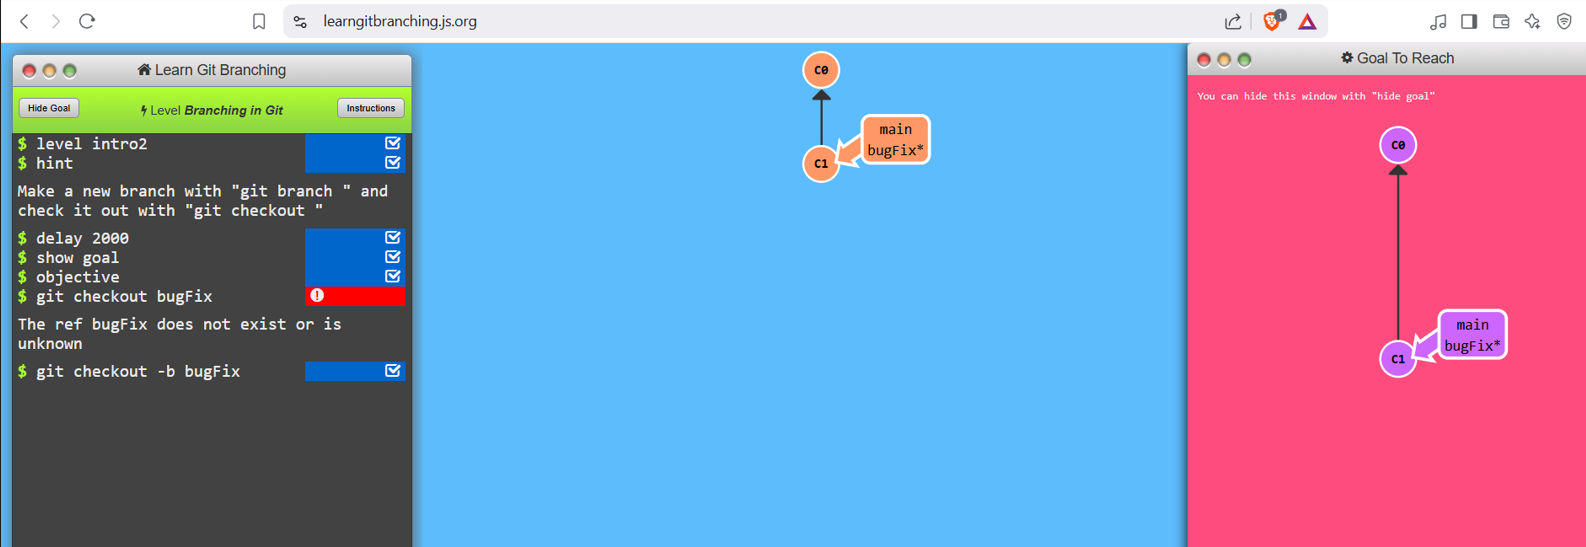 learngitbranching.js.org
1
Learn Git Branching
Hide Goal
Level Branching in Git
Instructions
$ level intro2
$ hint
Make a new branch with "git branch " and
check it out with "git checkout "
$ delay 2000
$ show goal
$ objective
$ git checkout bugFix
The ref bugFix does not exist or is
unknown
$ git checkout -b bugFix
C0
main
bugFix*
C1
Goal To Reach
You can hide this window with "hide goal"
C0
main
bugFix*
C1